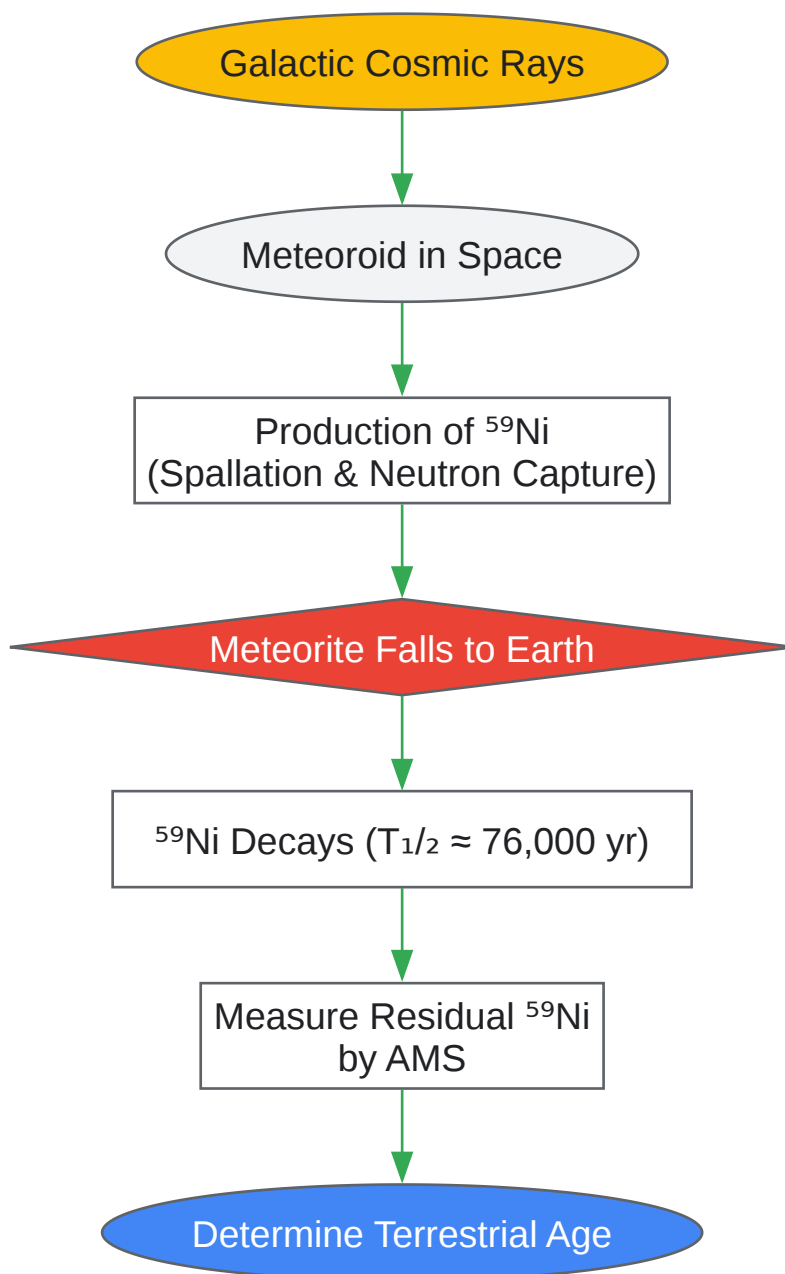 Galactic Cosmic Rays
Meteoroid in Space
Production of ⁵⁹Ni
(Spallation & Neutron Capture)
Meteorite Falls to Earth
⁵⁹Ni Decays (T₁/₂ ≈ 76,000 yr)
Measure Residual ⁵⁹Ni
by AMS
Determine Terrestrial Age